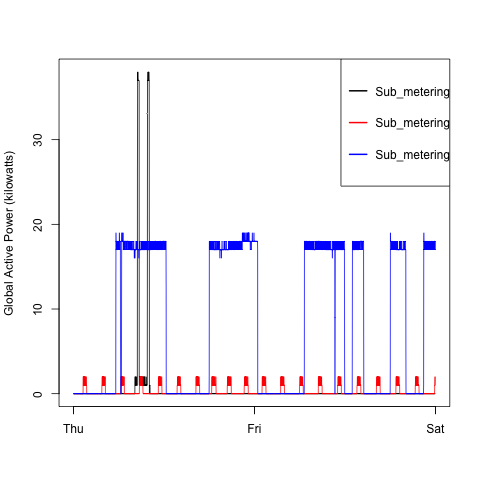 Sub_metering
Sub_metering
Sub_metering
Global Active Power (kilowatts)
30
20
10
0
Thu Fri Sat